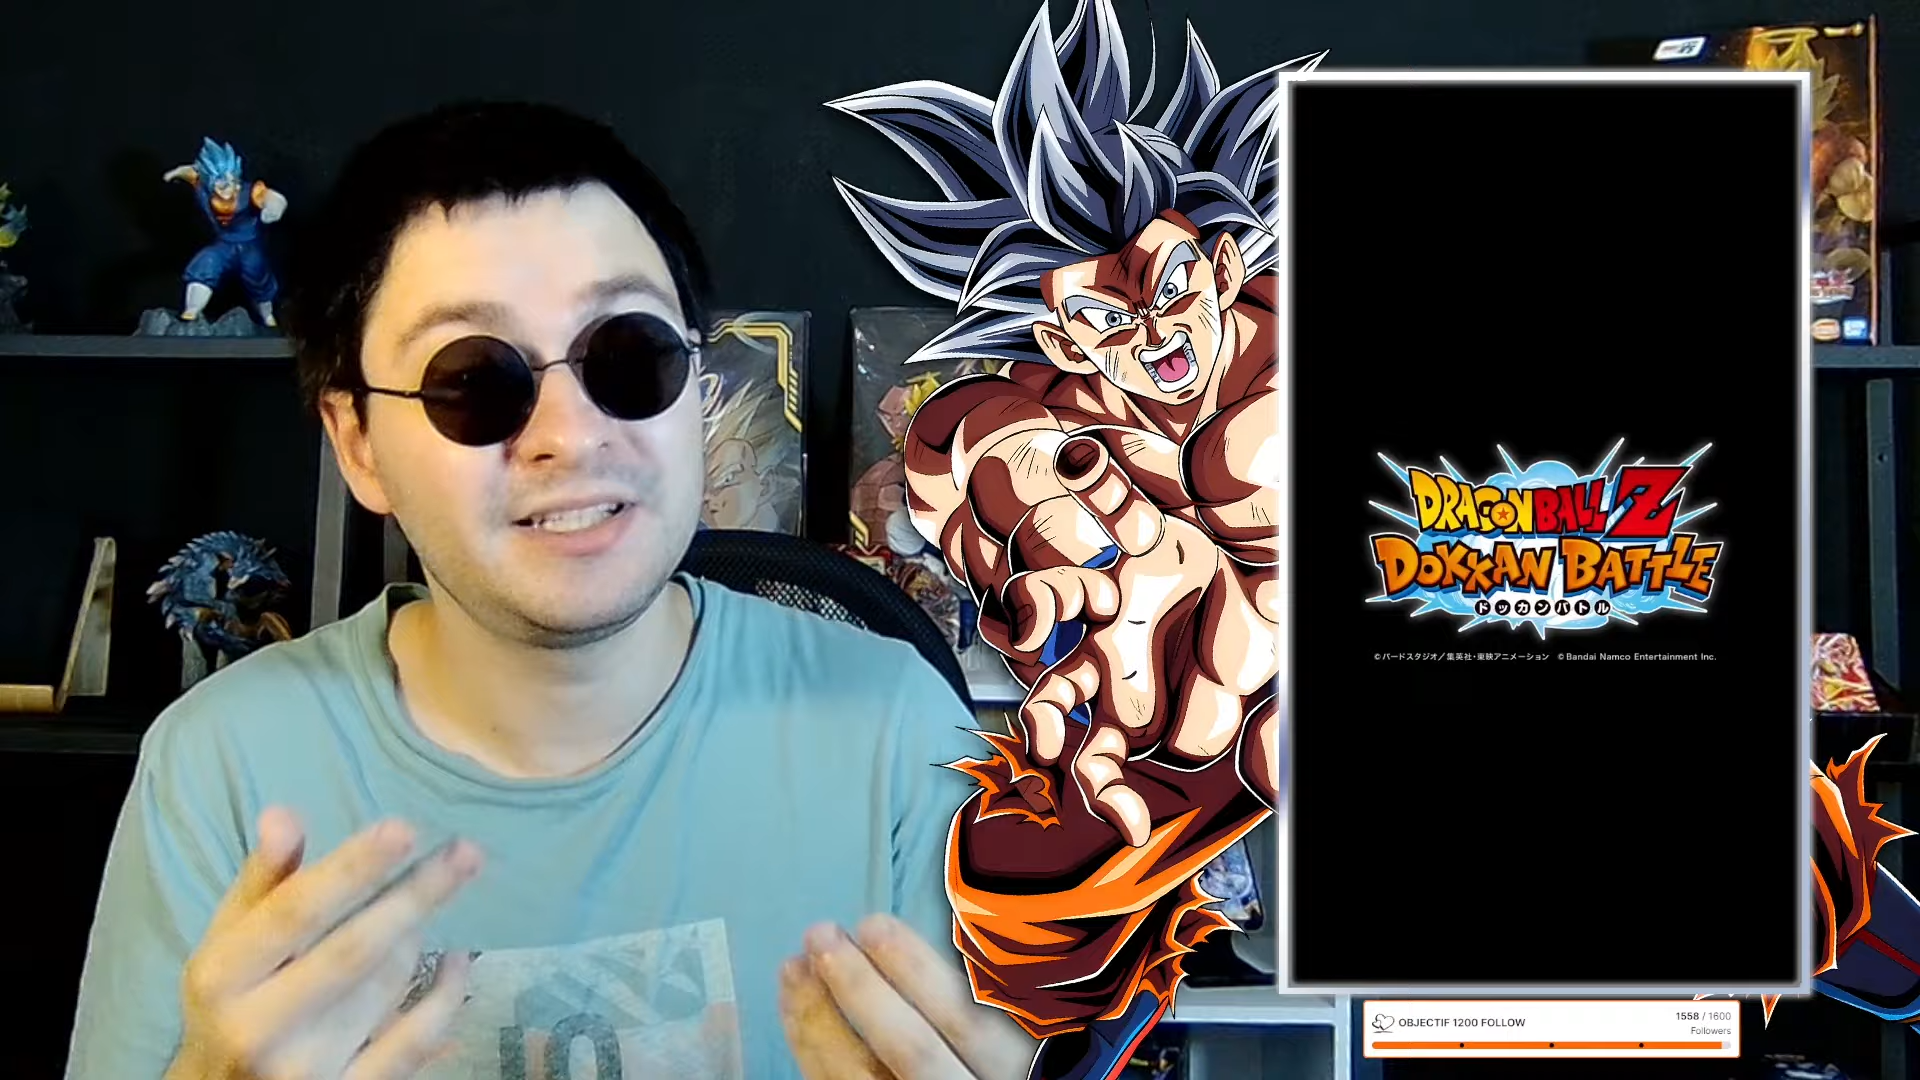 DRAGON BALL Z
DOKKAN BATTLE
ドッカンバトル
©バードスタジオ/集英社・東映アニメーション ©Bandai Namco Entertainment Inc.
OBJECTIF 1200 FOLLOW
1558 / 1600
Followers